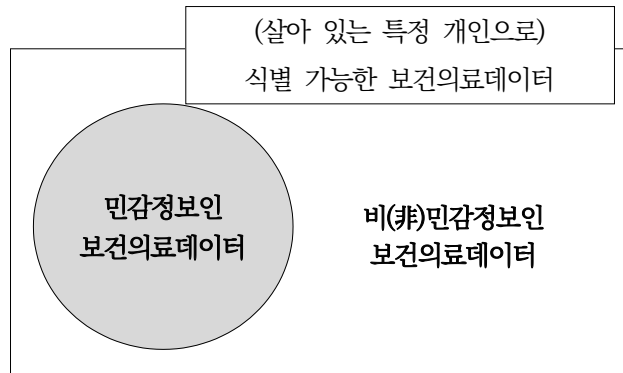 (살아 있는 특정 개인으로)
식별 가능한 보건의료데이터
민감정보인
보건의료데이터
비(非)민감정보인
보건의료데이터